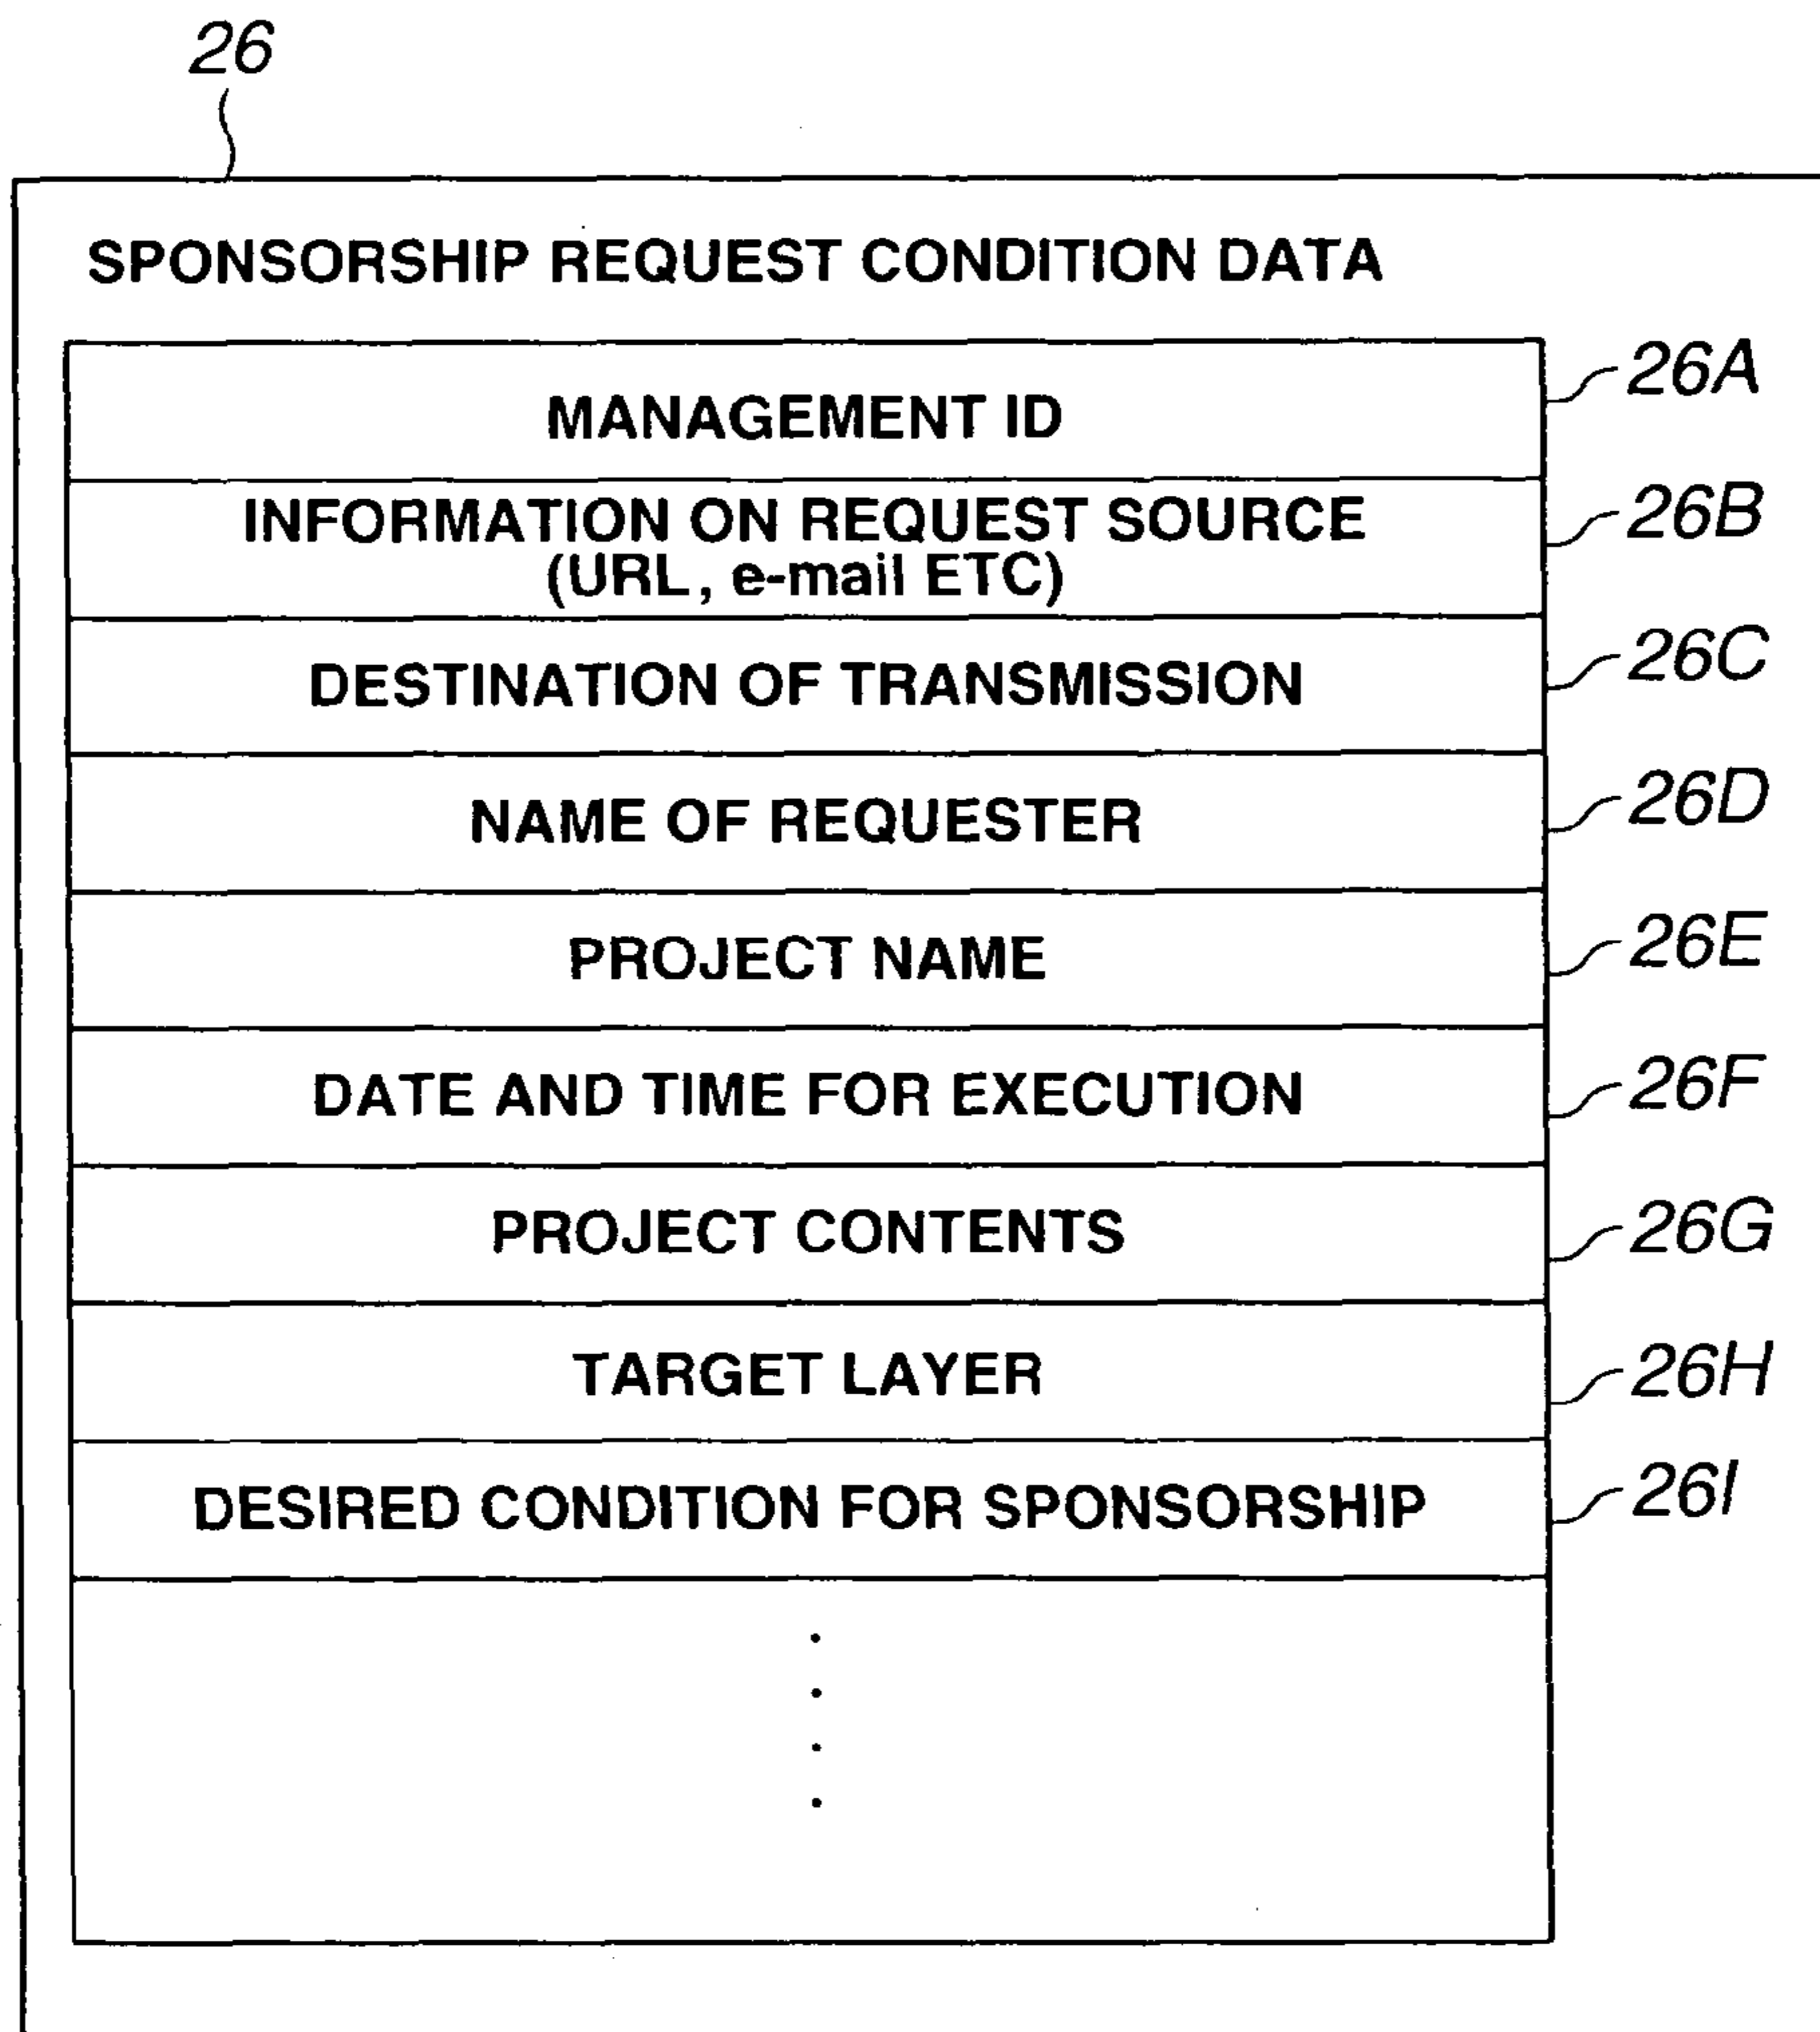 26
SPONSORSHIP REQUEST CONDITION DATA
MANAGEMENT ID
26A
INFORMATION ON REQUEST SOURCE
(URL, e-mail ETC)
26B
DESTINATION OF TRANSMISSION
26C
NAME OF REQUESTER
26D
PROJECT NAME
26E
DATE AND TIME FOR EXECUTION
26F
PROJECT CONTENTS
26G
TARGET LAYER
26H
DESIRED CONDITION FOR SPONSORSHIP
26I